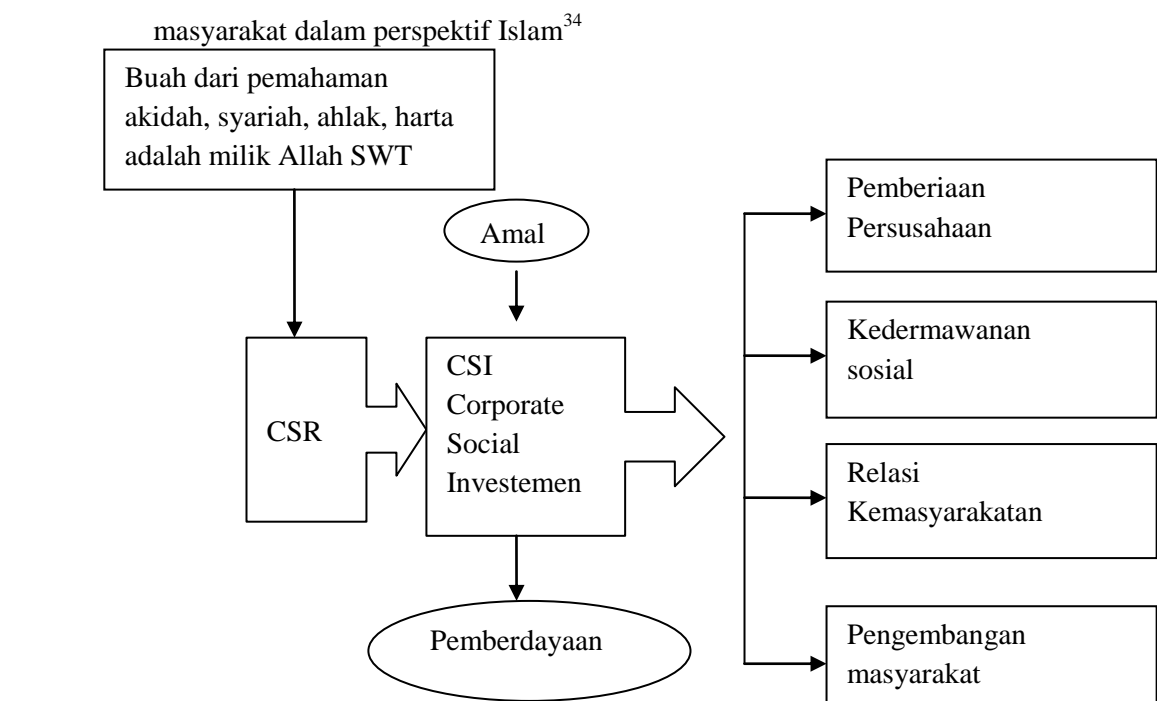 masyarakat dalam perspektif Islam34
Buah dari pemahaman
akidah, syariah, ahlak, harta
adalah milik Allah SWT
Amal
CSR
CSI
Corporate
Social
Investemen
Pemberdayaan
Pemberiaan
Persusahaan
Kedermawanan
sosial
Relasi
Kemasyarakatan
Pengembangan
masyarakat